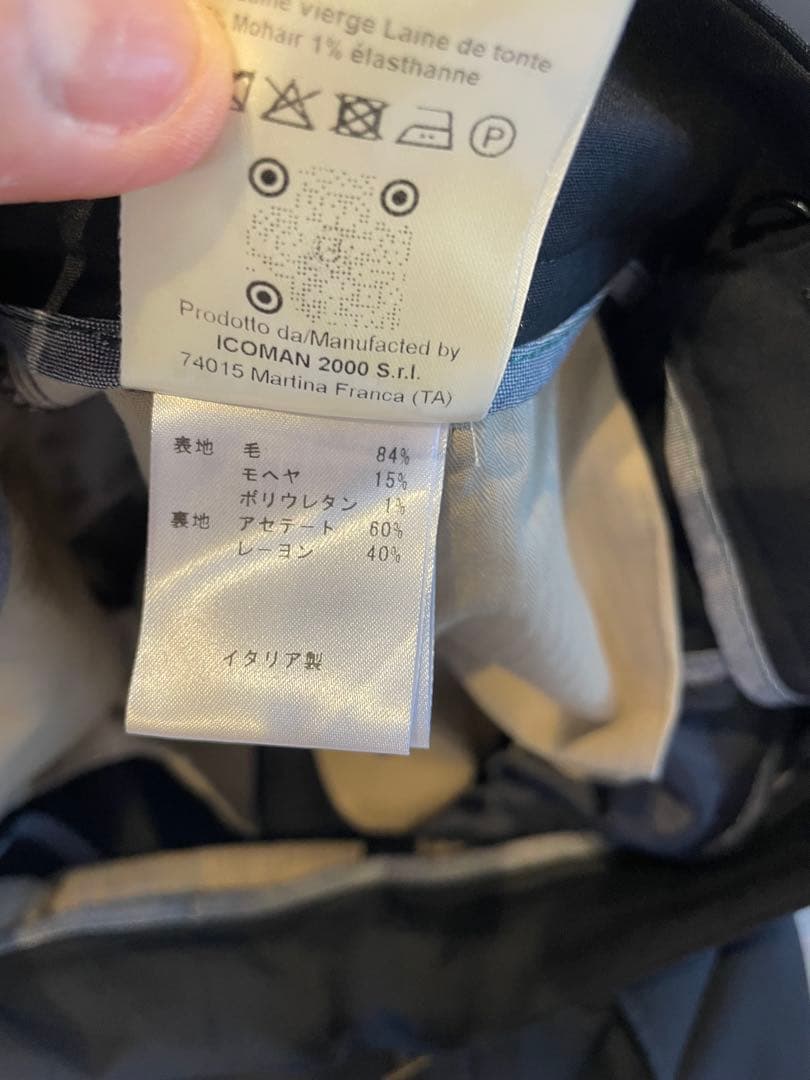 vierge Laine de tonte
Mohair 1% élasthanne
P
Prodotto da/Manufacted by
ICOMAN 2000 S.r.l.
74015 Martina Franca (TA)
表地 毛 84%
モヘヤ 15%
ポリウレタン 1%
裏地 アセテート 60%
レーヨン 40%
イタリア製